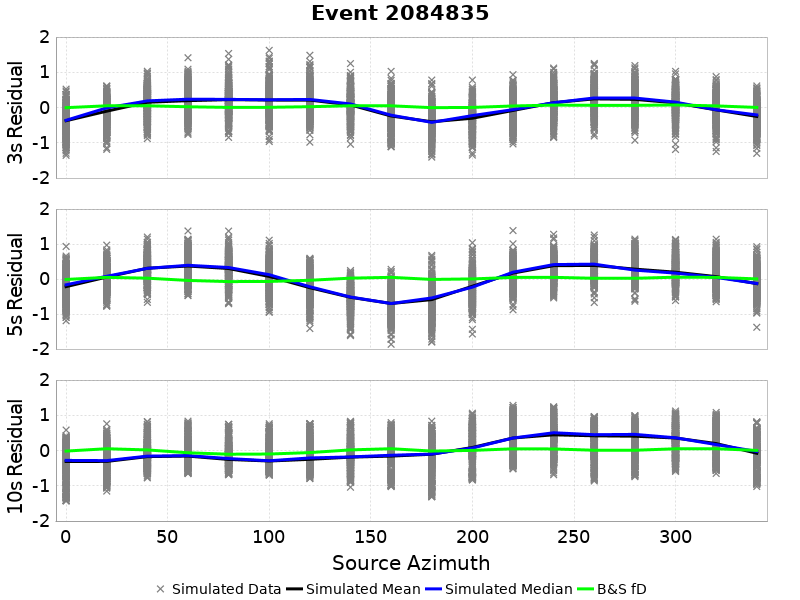 Event 2084835
2
1
0
-1
-2
3s Residual
2
1
0
-1
-2
5s Residual
2
1
0
-1
-2
10s Residual
0 50 100 150 200 250 300
Source Azimuth
Simulated Data Simulated Mean Simulated Median B&S fD